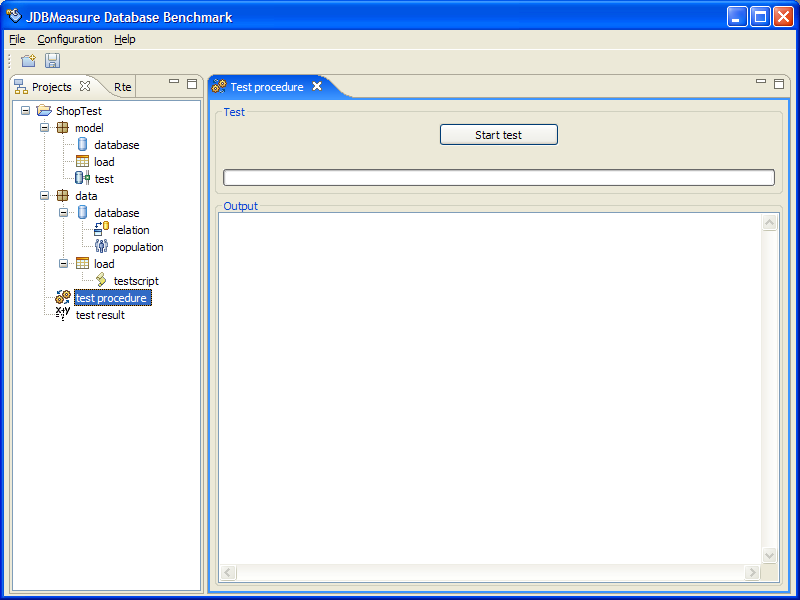 JDBMeasure Database Benchmark
File Configuration Help
Projects Rte
Test procedure
ShopTest
model
database
load
test
data
database
relation
population
load
testscript
test procedure
test result
Test
Start test
Output